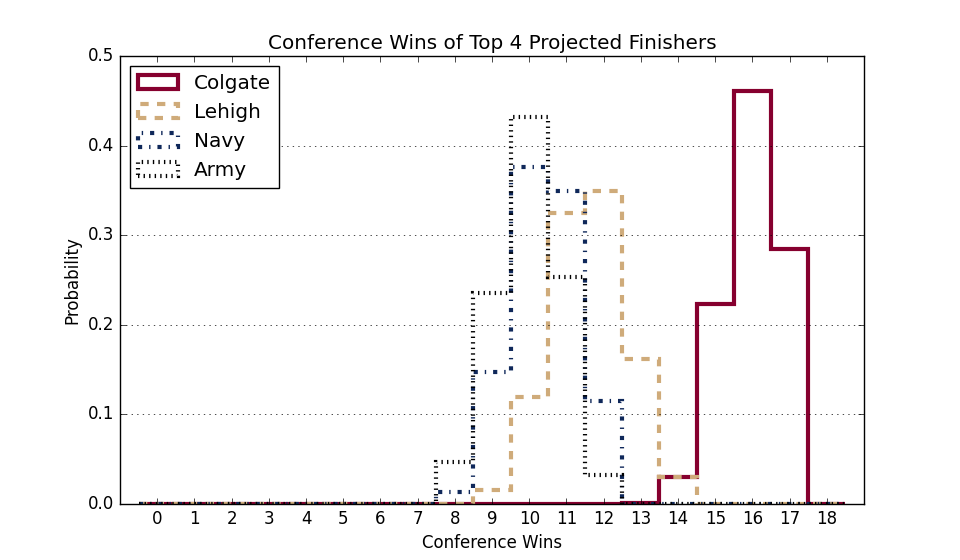 Conference Wins of Top 4 Projected Finishers
Colgate
Lehigh
Navy
Army
0.5
0.4
0.3
0.2
0.1
0.0
Probability
0 1 2 3 4 5 6 7 8 9 10 11 12 13 14 15 16 17 18
Conference Wins